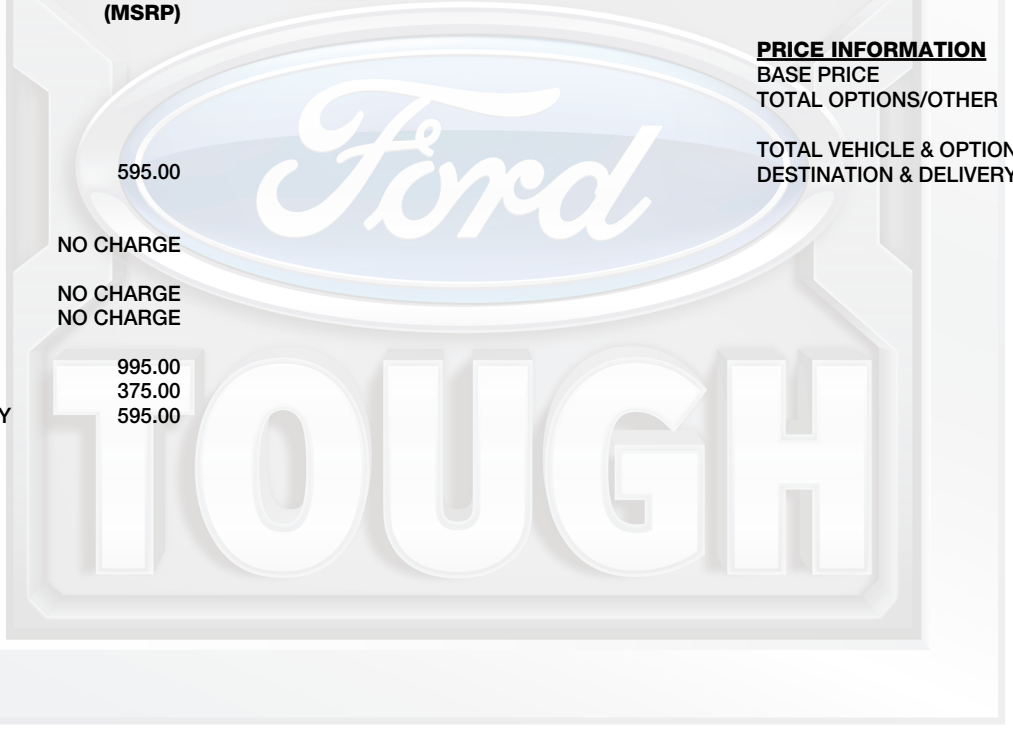 (MSRP)
595.00
NO CHARGE
NO CHARGE
NO CHARGE
995.00
375.00
Y 595.00
PRICE INFORMATION
BASE PRICE
TOTAL OPTIONS/OTHER
TOTAL VEHICLE & OPTION
DESTINATION & DELIVERY
Ford
TOUGH